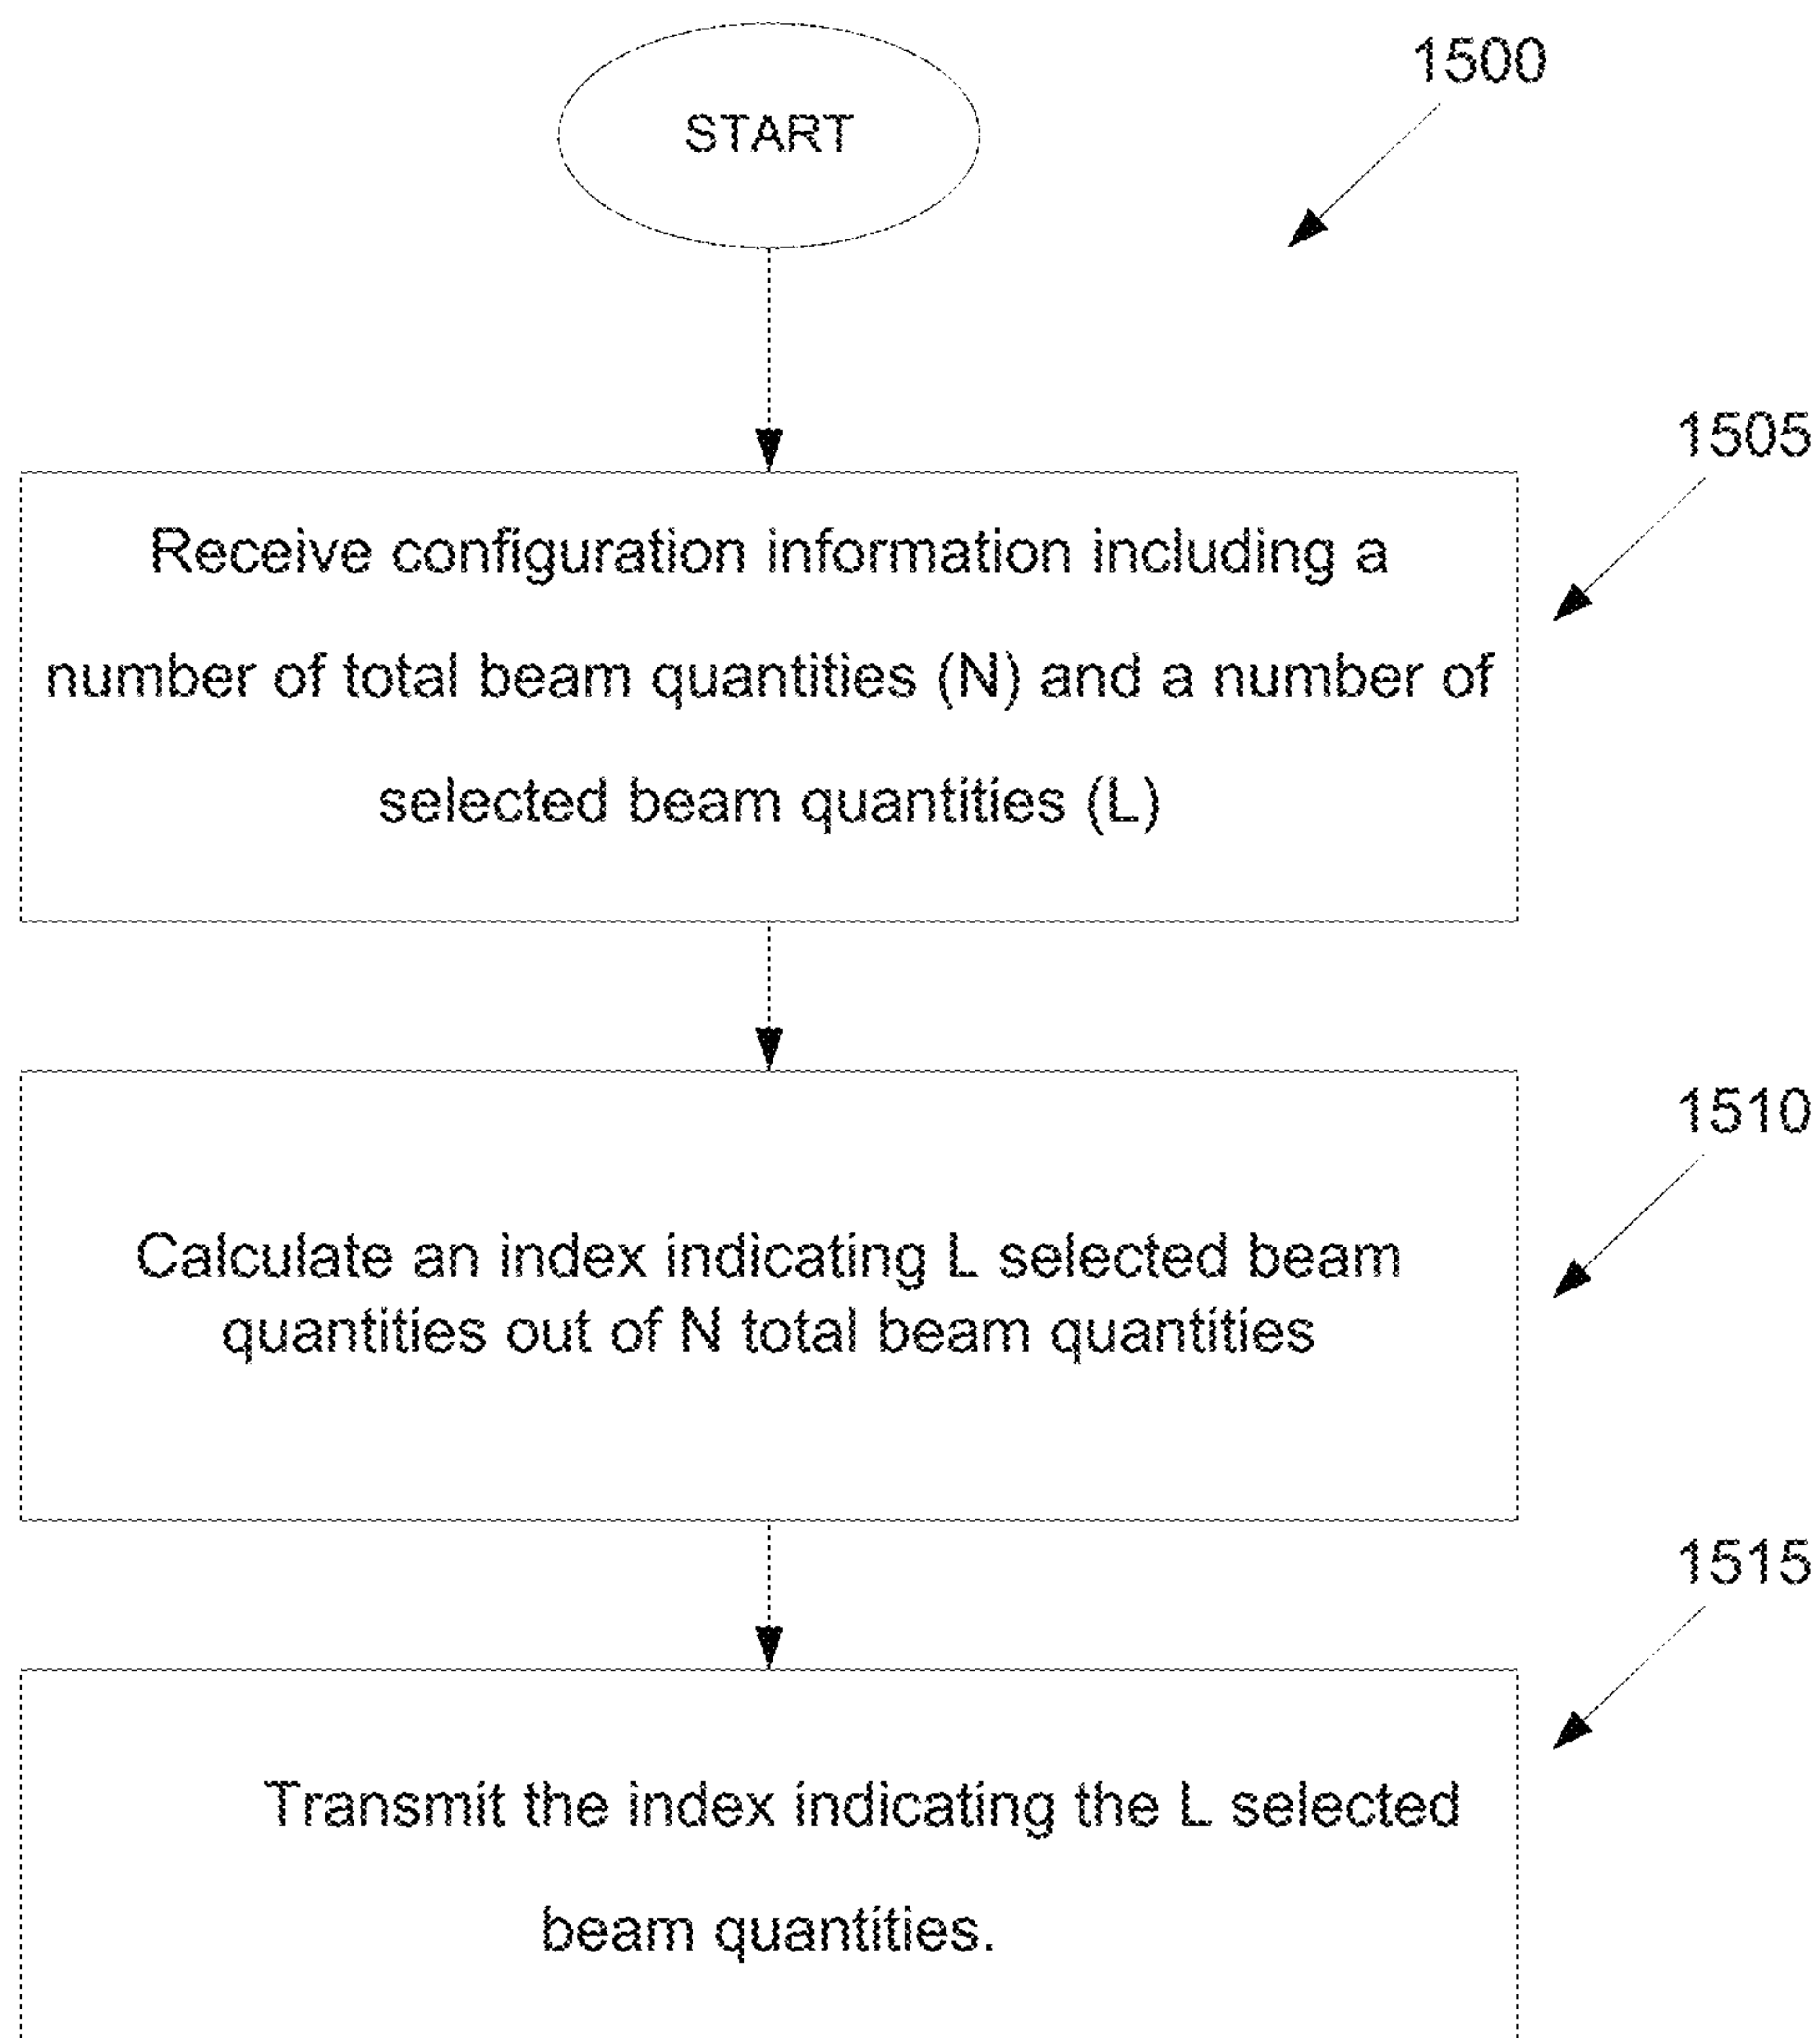 START
1500
1505
Receive configuration information including a
number of total beam quantities (N) and a number of
selected beam quantities (L)
1510
Calculate an index indicating L selected beam
quantities out of N total beam quantities
1515
Transmit the index indicating the L selected
beam quantities.